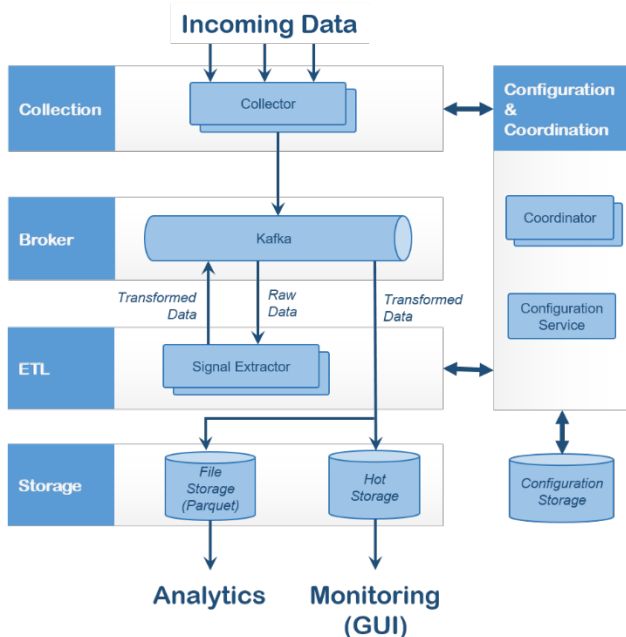 Incoming Data
Collection
Collector
Configuration
&
Coordination
Coordinator
Configuration
Service
Broker
Kafka
Transformed
Data
Raw
Data
Transformed
Data
ETL
Signal Extractor
Storage
File
Storage
(Parquet)
Hot
Storage
Configuration
Storage
Analytics
Monitoring
(GUI)